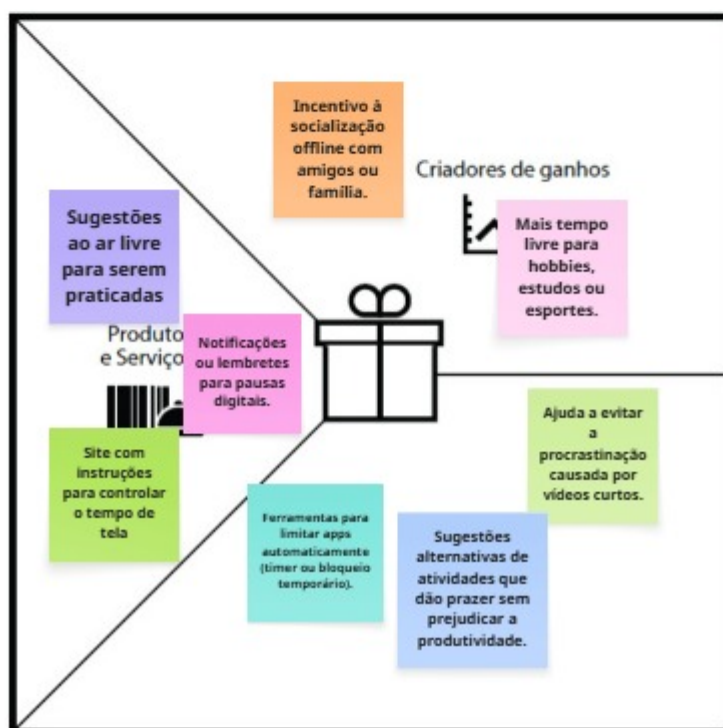 Incentivo à
socialização
offline com
amigos ou
família.
Criadores de ganhos
Mais tempo
livre para
hobbies,
estudos ou
esportes.
Sugestões
ao ar livre
para serem
praticadas
Produto
e Serviço
Notificações
ou lembretes
para pausas
digitais.
Site com
instruções
para controlar
o tempo de
tela
Ajuda a evitar
a
procrastinação
causada por
vídeos curtos.
Ferramentas para
limitar apps
automaticamente
(timer ou bloqueio
temporário).
Sugestões
alternativas de
atividades que
dão prazer sem
prejudicar a
produtividade.